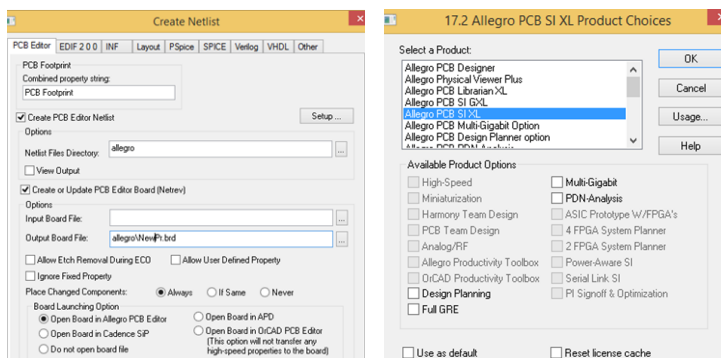 Create Netlist
PCB Editor EDIF 2 0 0 INF Layout PSpice SPICE Verilog VHDL Other
PCB Footprint
Combined property string:
PCB Footprint
Create PCB Editor Netlist
Setup ...
Options
Netlist Files Directory: allegro ...
View Output
Create or Update PCB Editor Board (Netrev)
Options
Input Board File: ...
Output Board File: allegro\NewPr.brd ...
Allow Etch Removal During ECO Allow User Defined Property
Ignore Fixed Property
Place Changed Components: Always If Same Never
Board Launching Option
Open Board in Allegro PCB Editor
Open Board in Cadence SiP
Do not open board file
Open Board in APD
Open Board in OrCAD PCB Editor
(This option will not transfer any
high-speed properties to the board)
17.2 Allegro PCB SI XL Product Choices
Select a Product:
Allegro PCB Designer
Allegro Physical Viewer Plus
Allegro PCB Librarian XL
Allegro PCB SI GXL
Allegro PCB SI XL
Allegro PCB Multi-Gigabit Option
Allegro PCB Design Planner option
Allegro PCB PDN Analysis
OK
Cancel
Usage...
Help
Available Product Options
High-Speed
Miniaturization
Harmony Team Design
PCB Team Design
Analog/RF
Allegro Productivity Toolbox
OrCAD Productivity Toolbox
Design Planning
Full GRE
Multi-Gigabit
PDN-Analysis
ASIC Prototype W/FPGA's
4 FPGA System Planner
2 FPGA System Planner
Power-Aware SI
Serial Link SI
PI Signoff & Optimization
Use as default
Reset license cache